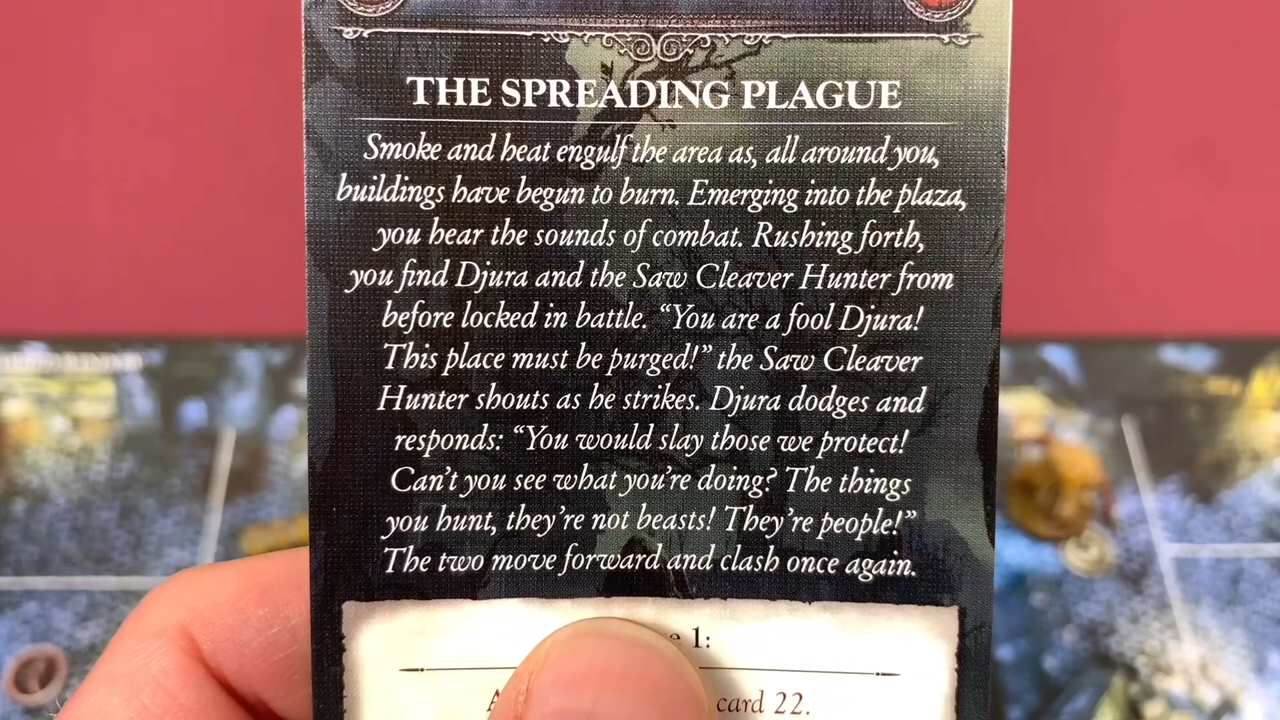 THE SPREADING PLAGUE
Smoke and heat engulf the area as, all around you,
buildings have begun to burn. Emerging into the plaza,
you hear the sounds of combat. Rushing forth,
you find Djura and the Saw Cleaver Hunter from
before locked in battle. “You are a fool Djura!
This place must be purged!” the Saw Cleaver
Hunter shouts as he strikes. Djura dodges and
responds: “You would slay those we protect!
Can’t you see what you’re doing? The things
you hunt, they’re not beasts! They’re people!”
The two move forward and clash once again.
1:
card 22.